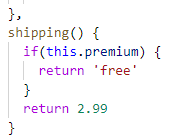 },
shipping() {
  if(this.premium) {
    return 'free'
  }
  return 2.99
}